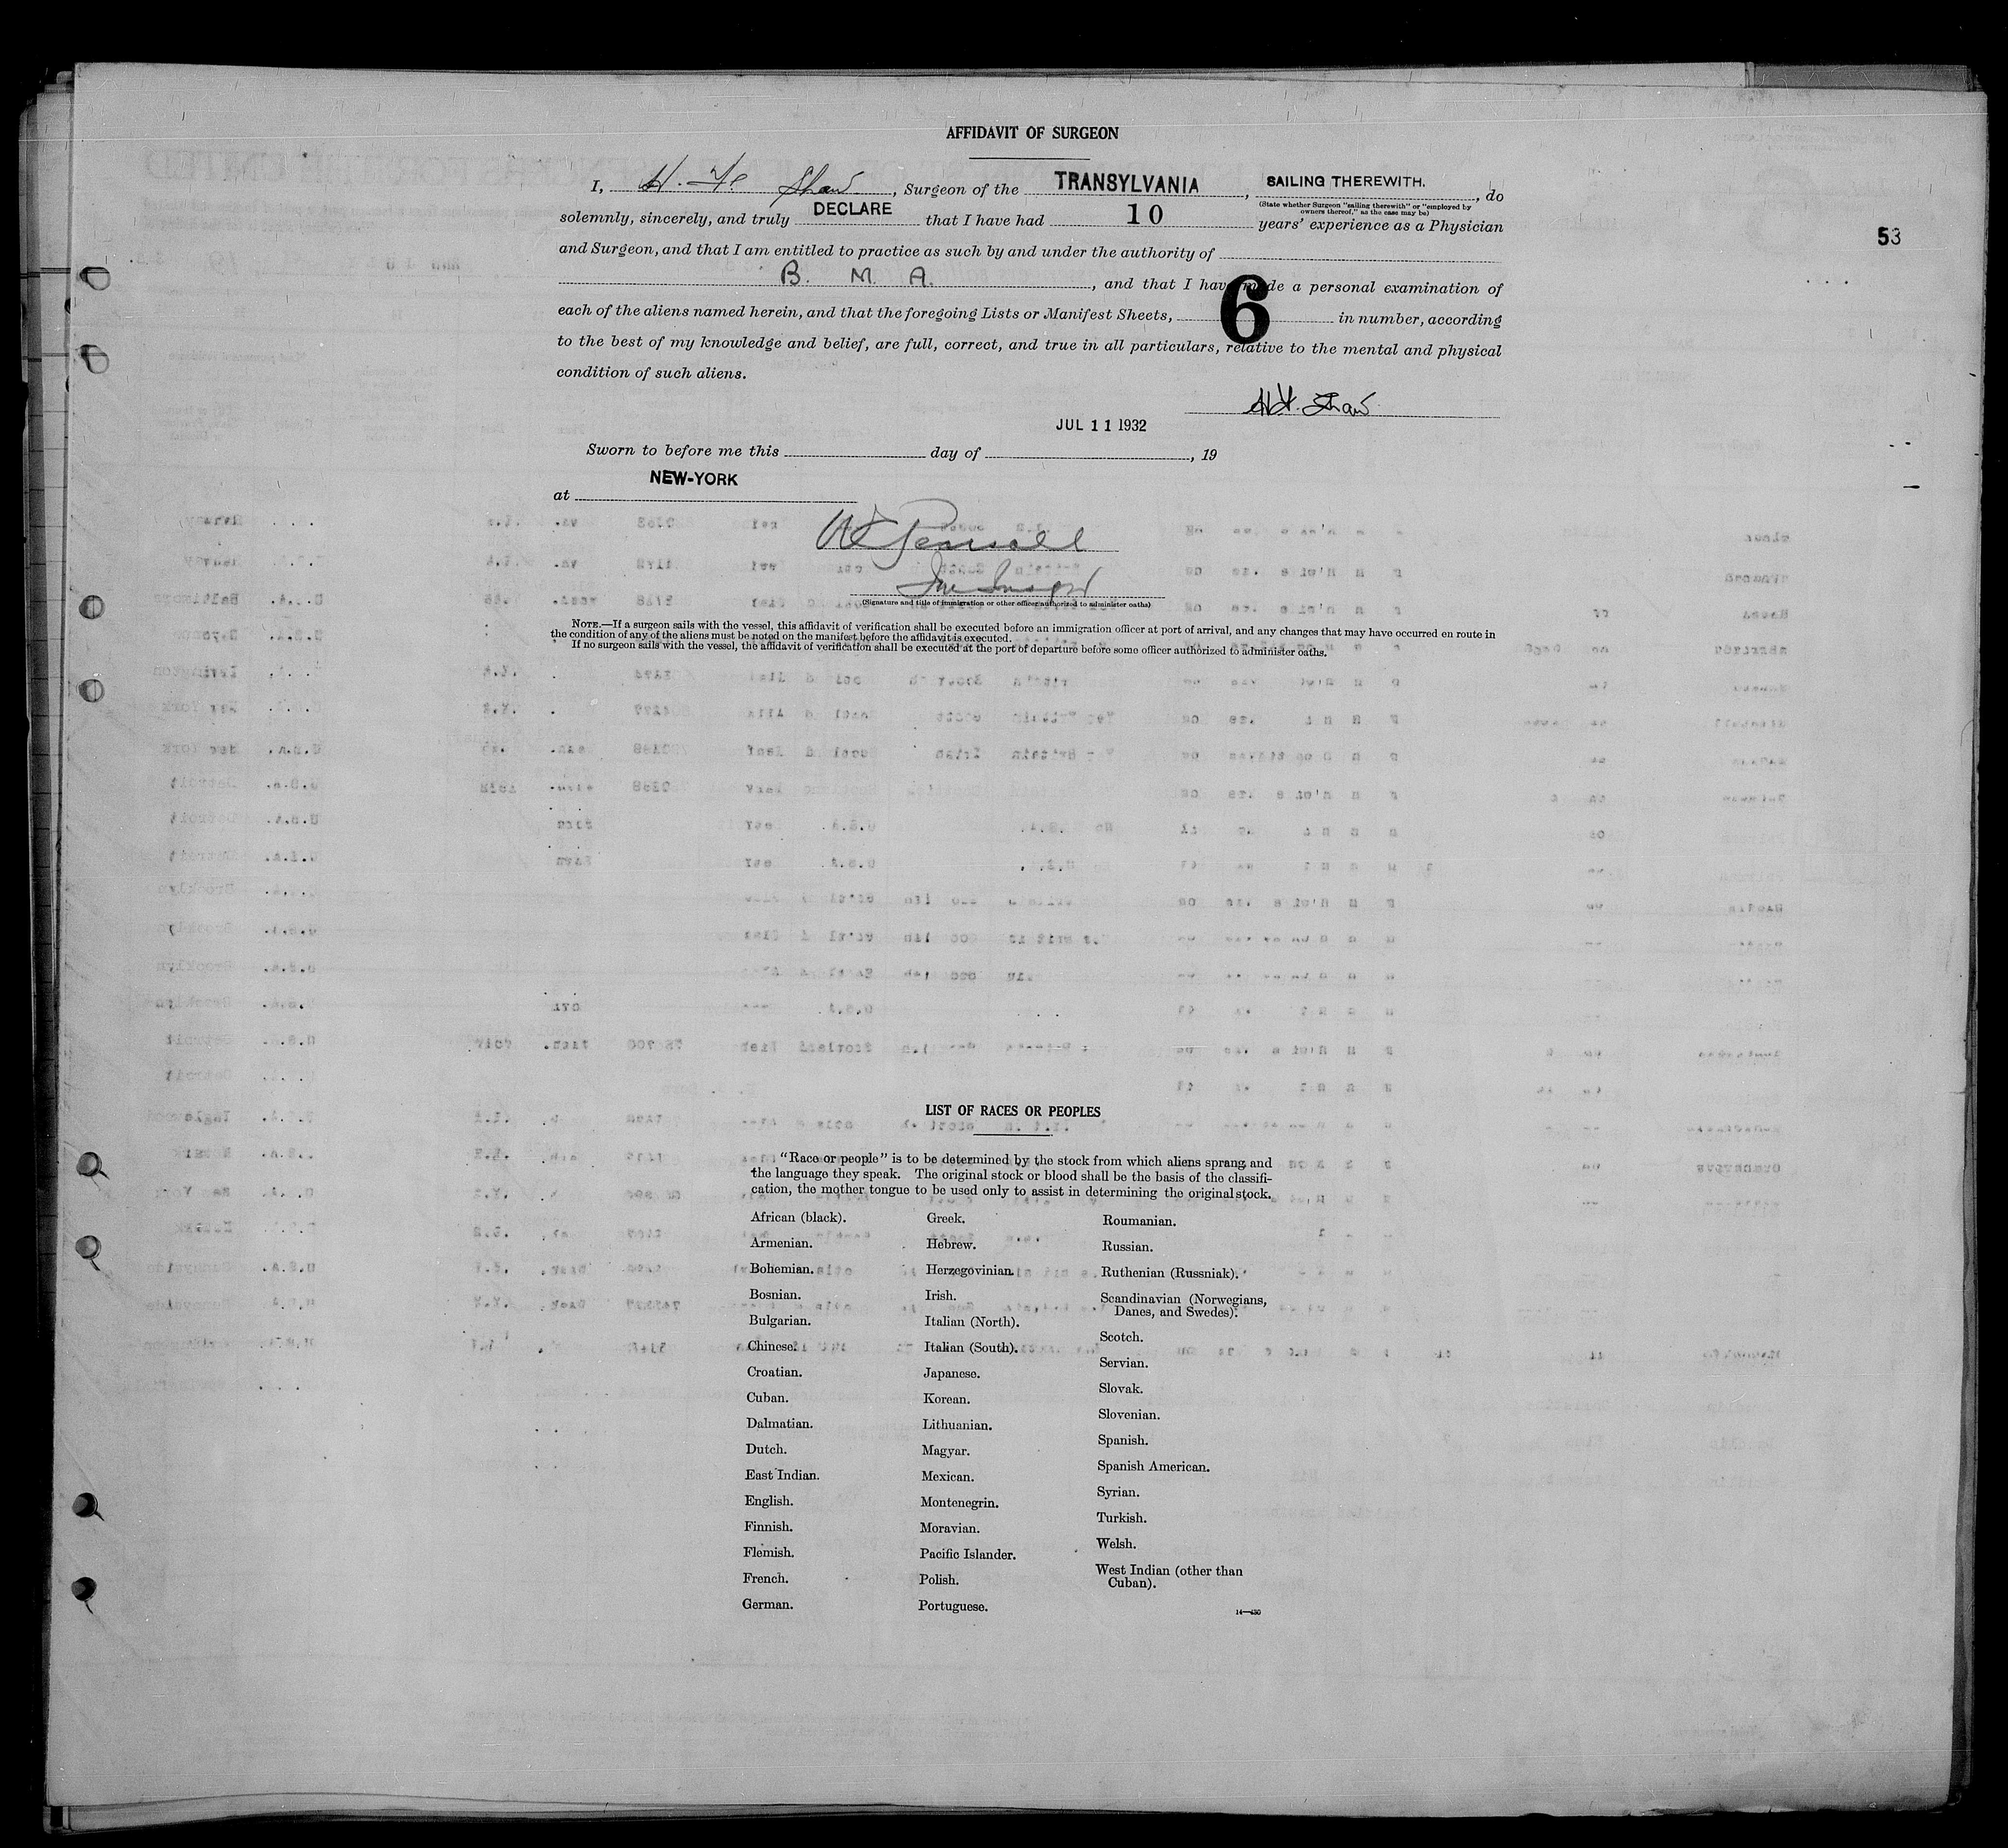 AFFIDAVIT OF SURGEON
I, H. Shaw, Surgeon of the TRANSYLVANIA, SAILING THEREWITH., do
(State whether Surgeon "sailing therewith" or "employed by owners thereof," as the case may be)
solemnly, sincerely, and truly DECLARE that I have had 10 years' experience as a Physician
53
and Surgeon, and that I am entitled to practice as such by and under the authority of
B. M. A., and that I have made a personal examination of
each of the aliens named herein, and that the foregoing Lists or Manifest Sheets, 6 in number, according
to the best of my knowledge and belief, are full, correct, and true in all particulars, relative to the mental and physical
condition of such aliens.
Shaw
JUL 11 1932
Sworn to before me this day of , 19
NEW-YORK
at
(Signature and title of immigration or other officer authorized to administer oaths)
NOTE.—If a surgeon sails with the vessel, this affidavit of verification shall be executed before an immigration officer at port of arrival, and any changes that may have occurred en route in
the condition of any of the aliens must be noted on the manifest before the affidavit is executed.
If no surgeon sails with the vessel, the affidavit of verification shall be executed at the port of departure before some officer authorized to administer oaths.
LIST OF RACES OR PEOPLES
"Race or people" is to be determined by the stock from which aliens sprang and
the language they speak. The original stock or blood shall be the basis of the classifi-
cation, the mother tongue to be used only to assist in determining the original stock.
African (black).
Armenian.
Bohemian.
Bosnian.
Bulgarian.
Chinese.
Croatian.
Cuban.
Dalmatian.
Dutch.
East Indian.
English.
Finnish.
Flemish.
French.
German.
Greek.
Hebrew.
Herzegovinian.
Irish.
Italian (North).
Italian (South).
Japanese.
Korean.
Lithuanian.
Magyar.
Mexican.
Montenegrin.
Moravian.
Pacific Islander.
Polish.
Portuguese.
Roumanian.
Russian.
Ruthenian (Russniak).
Scandinavian (Norwegians,
Danes, and Swedes).
Scotch.
Servian.
Slovak.
Slovenian.
Spanish.
Spanish American.
Syrian.
Turkish.
Welsh.
West Indian (other than
Cuban).
14—430